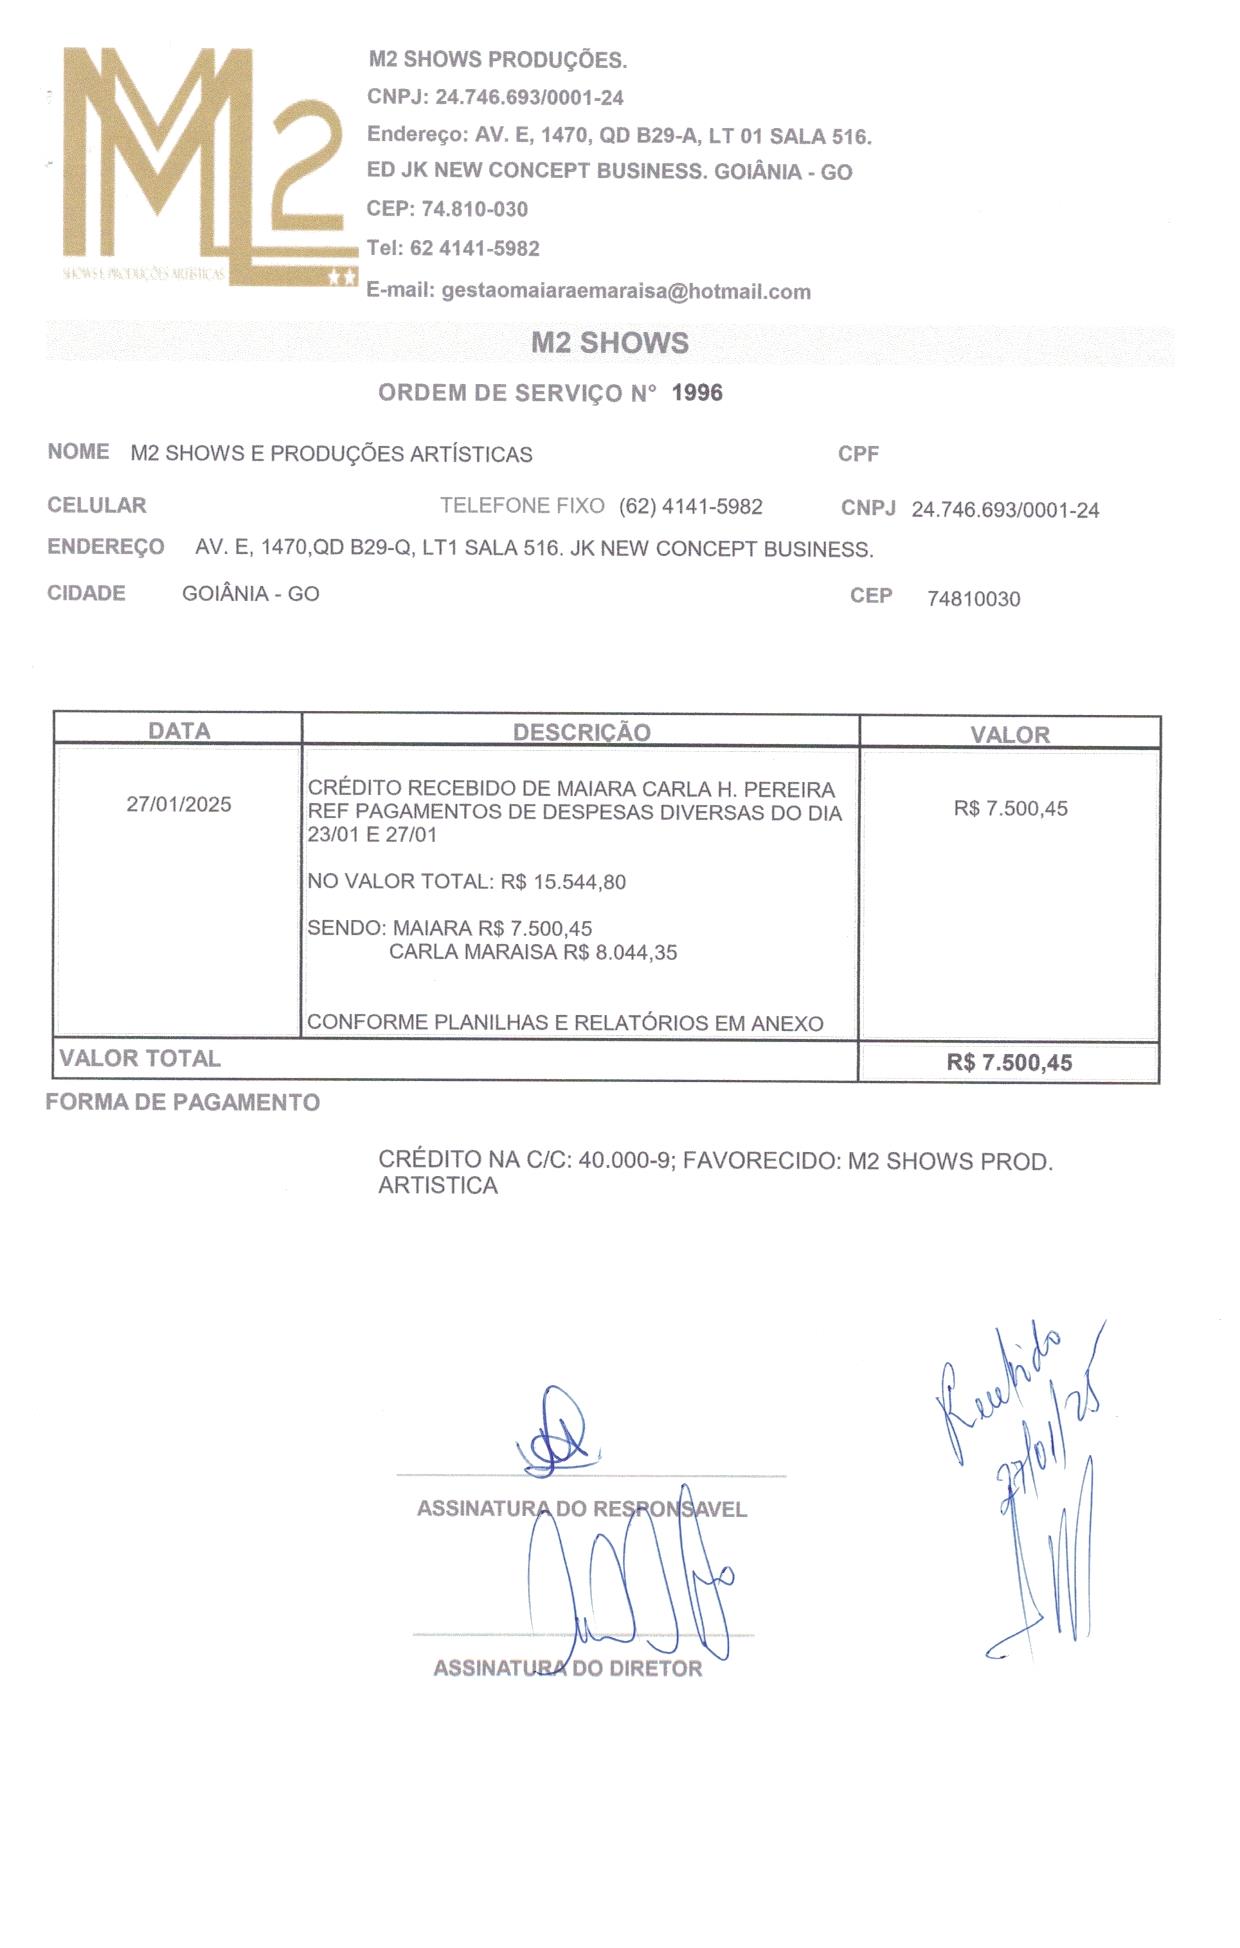 M2
SHOWS E PRODUÇÕES ARTÍSTICAS
M2 SHOWS PRODUÇÕES.
CNPJ: 24.746.693/0001-24
Endereço: AV. E, 1470, QD B29-A, LT 01 SALA 516.
ED JK NEW CONCEPT BUSINESS. GOIÂNIA - GO
CEP: 74.810-030
Tel: 62 4141-5982
E-mail: gestaomaiaraemaraisa@hotmail.com
M2 SHOWS
ORDEM DE SERVIÇO N° 1996
NOME M2 SHOWS E PRODUÇÕES ARTÍSTICAS CPF
CELULAR TELEFONE FIXO (62) 4141-5982 CNPJ 24.746.693/0001-24
ENDEREÇO AV. E, 1470,QD B29-Q, LT1 SALA 516. JK NEW CONCEPT BUSINESS.
CIDADE GOIÂNIA - GO CEP 74810030
DATA DESCRIÇÃO VALOR
27/01/2025 CRÉDITO RECEBIDO DE MAIARA CARLA H. PEREIRA R$ 7.500,45
REF PAGAMENTOS DE DESPESAS DIVERSAS DO DIA
23/01 E 27/01
NO VALOR TOTAL: R$ 15.544,80
SENDO: MAIARA R$ 7.500,45
CARLA MARAISA R$ 8.044,35
CONFORME PLANILHAS E RELATÓRIOS EM ANEXO
VALOR TOTAL R$ 7.500,45
FORMA DE PAGAMENTO
CRÉDITO NA C/C: 40.000-9; FAVORECIDO: M2 SHOWS PROD.
ARTISTICA
Recebido
27/01/25
ASSINATURA DO RESPONSAVEL
ASSINATURA DO DIRETOR